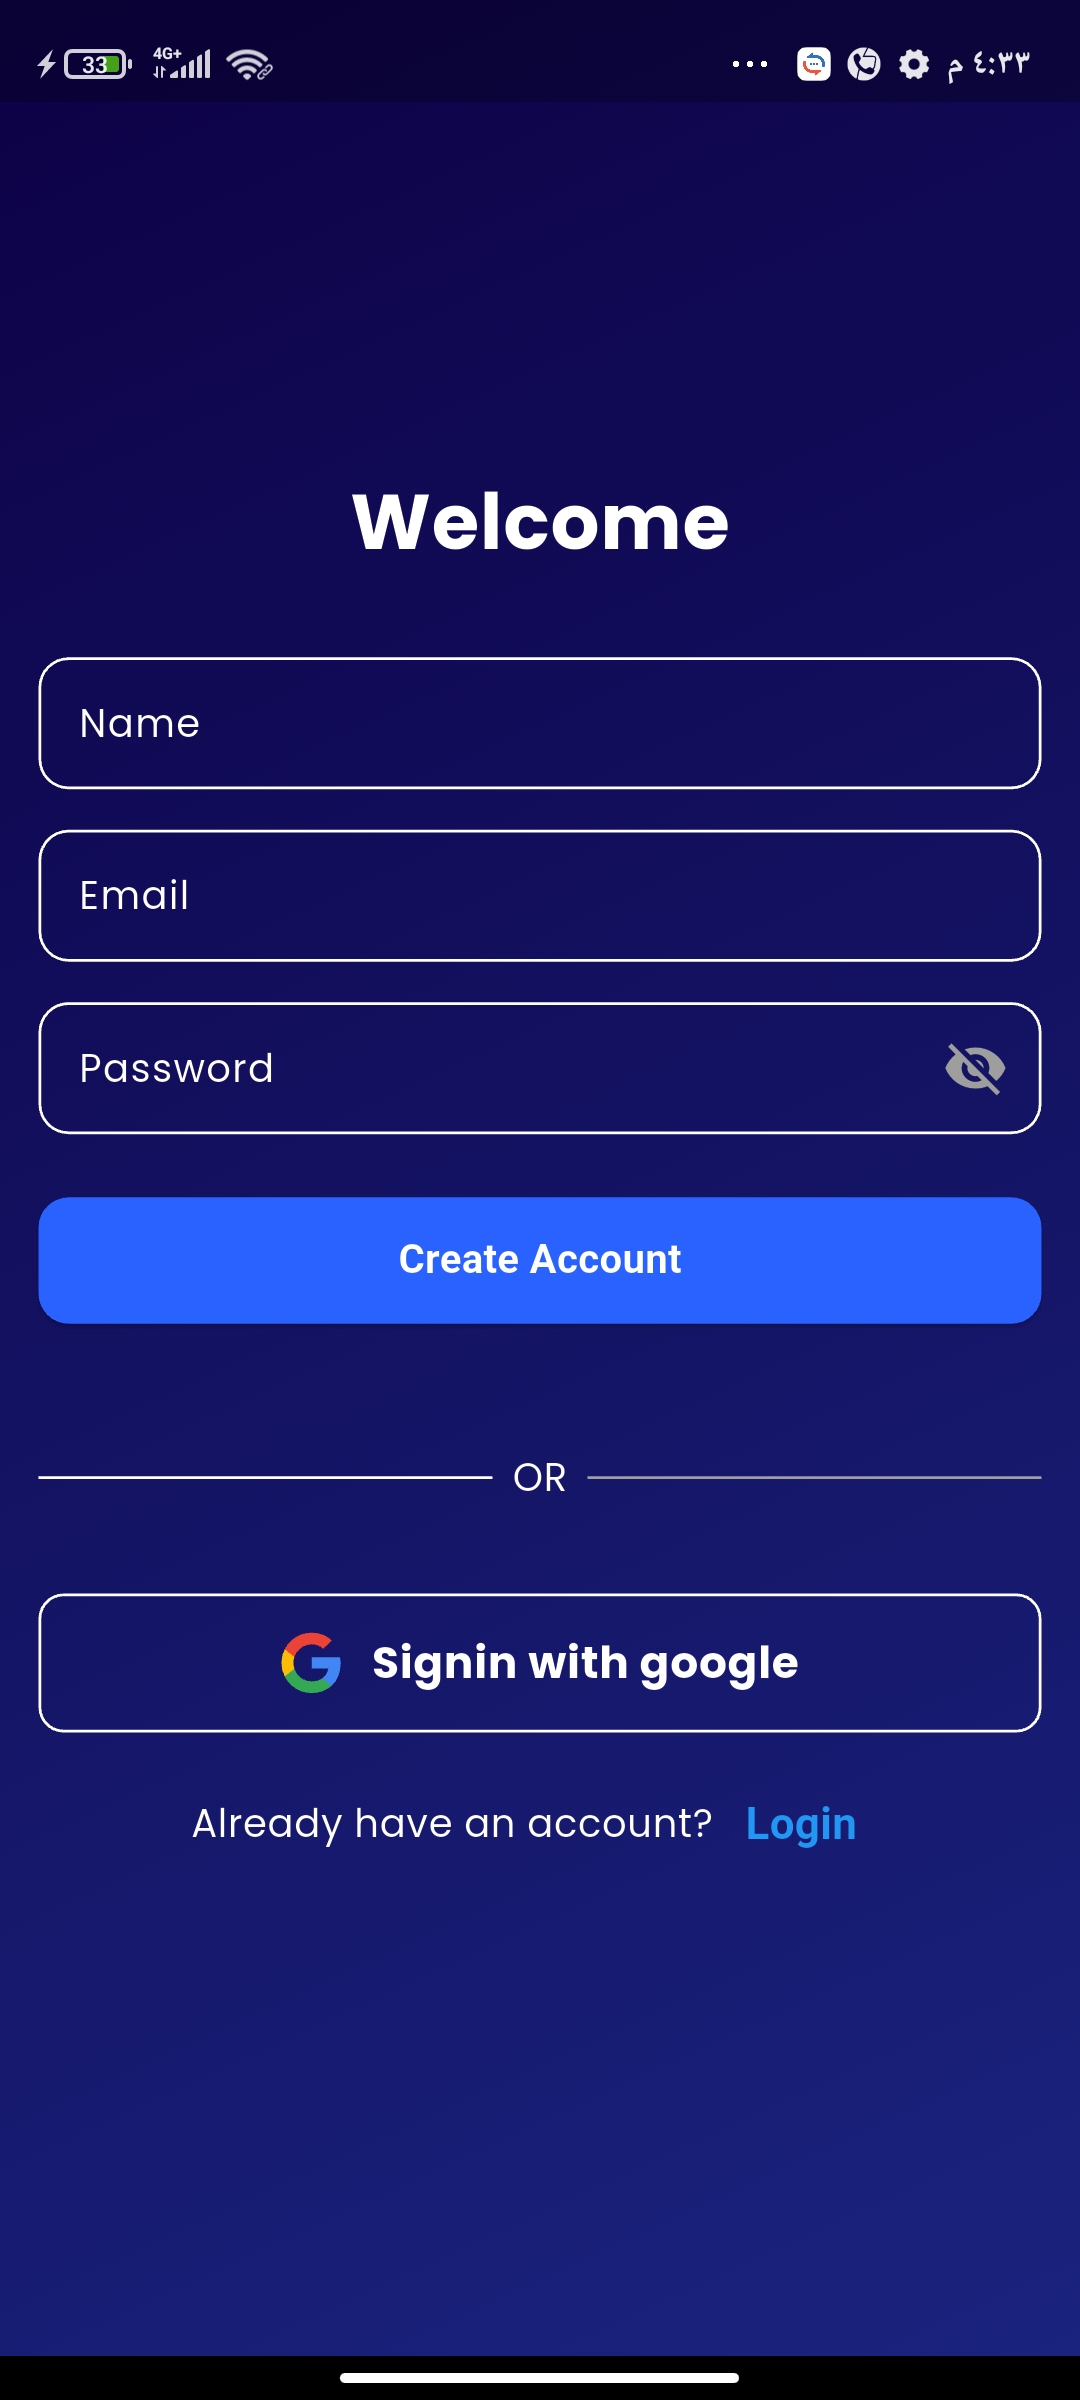 33 4G+ ٤:٣٣ م
Welcome
Name
Email
Password
Create Account
OR
Signin with google
Already have an account? Login